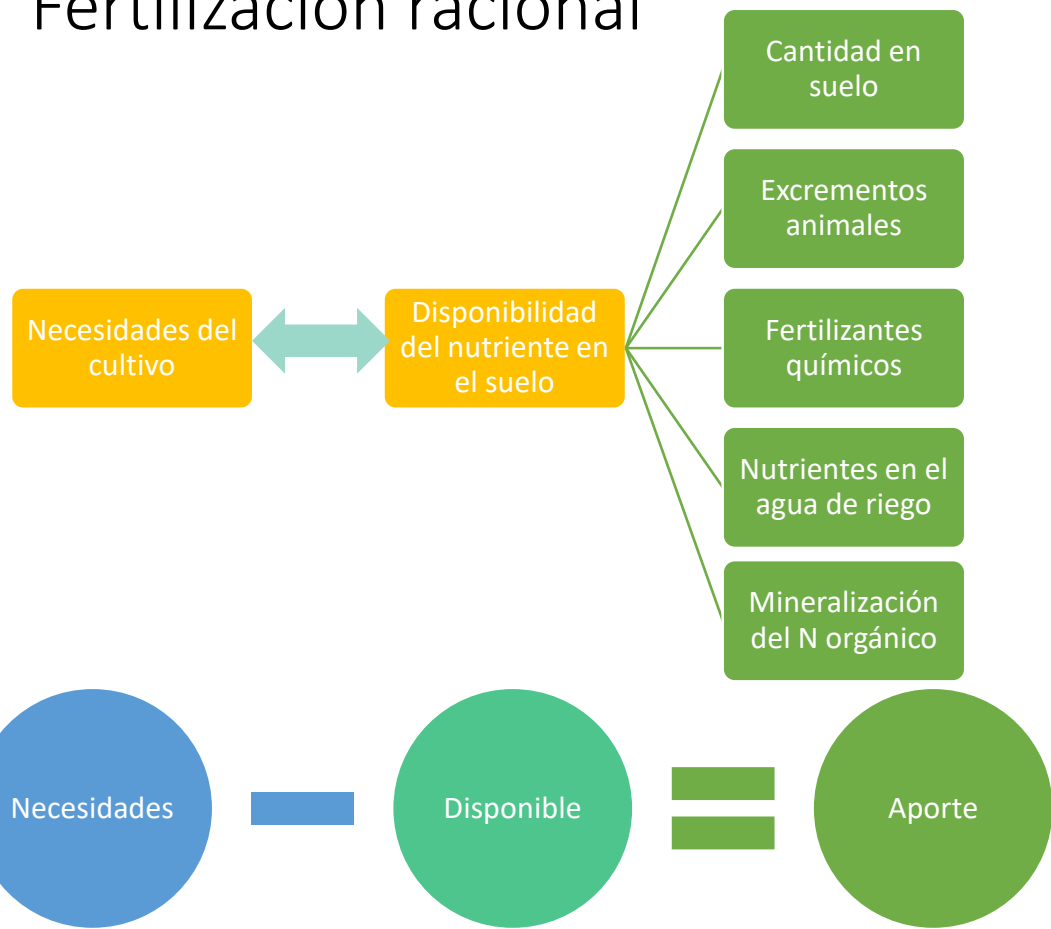 Fertilización racional
Cantidad en
suelo
Excrementos
animales
Necesidades del
cultivo
Disponibilidad
del nutriente en
el suelo
Fertilizantes
químicos
Nutrientes en el
agua de riego
Mineralización
del N orgánico
Necesidades
Disponible
Aporte